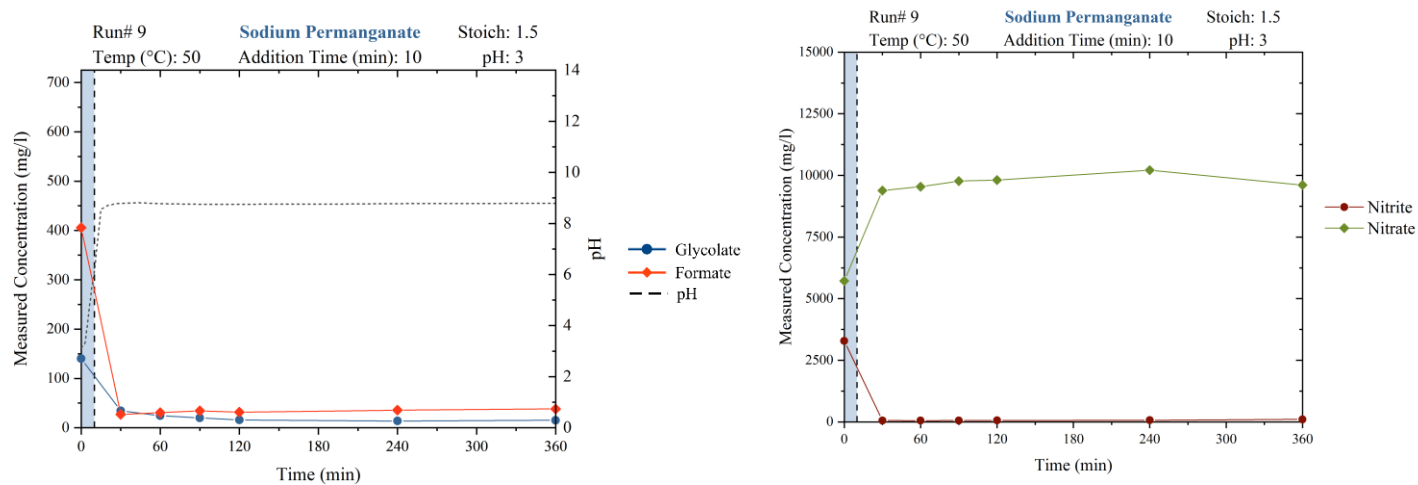 Run# 9 Sodium Permanganate Stoich: 1.5
Temp (°C): 50 Addition Time (min): 10 pH: 3
700
600
500
400
300
200
100
0
Measured Concentration (mg/l)
14
12
10
8
6
4
2
0
pH
0 60 120 180 240 300 360
Time (min)
Glycolate
Formate
pH
Run# 9 Sodium Permanganate Stoich: 1.5
Temp (°C): 50 Addition Time (min): 10 pH: 3
15000
12500
10000
7500
5000
2500
0
Measured Concentration (mg/l)
0 60 120 180 240 300 360
Time (min)
Nitrite
Nitrate